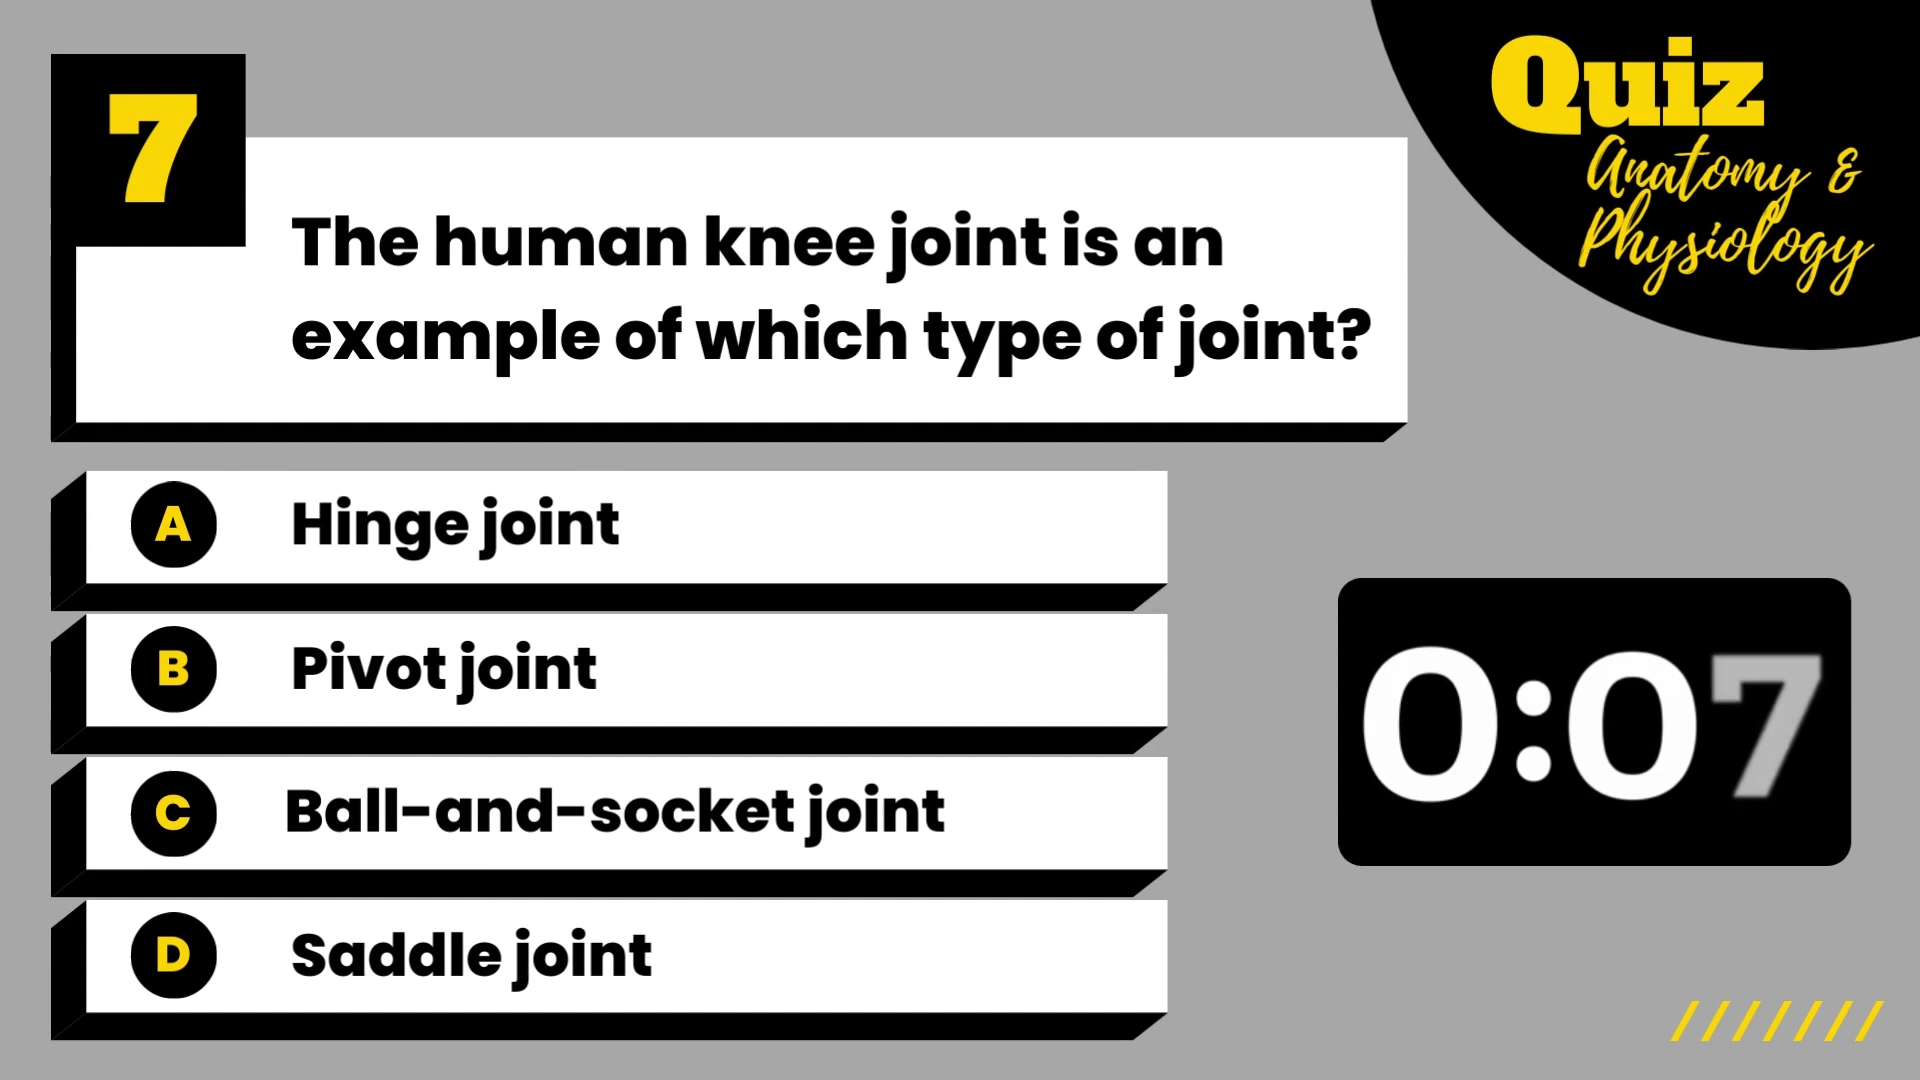 7
The human knee joint is an
example of which type of joint?
Quiz
Anatomy &
Physiology
A Hinge joint
B Pivot joint
C Ball-and-socket joint
D Saddle joint
0:07